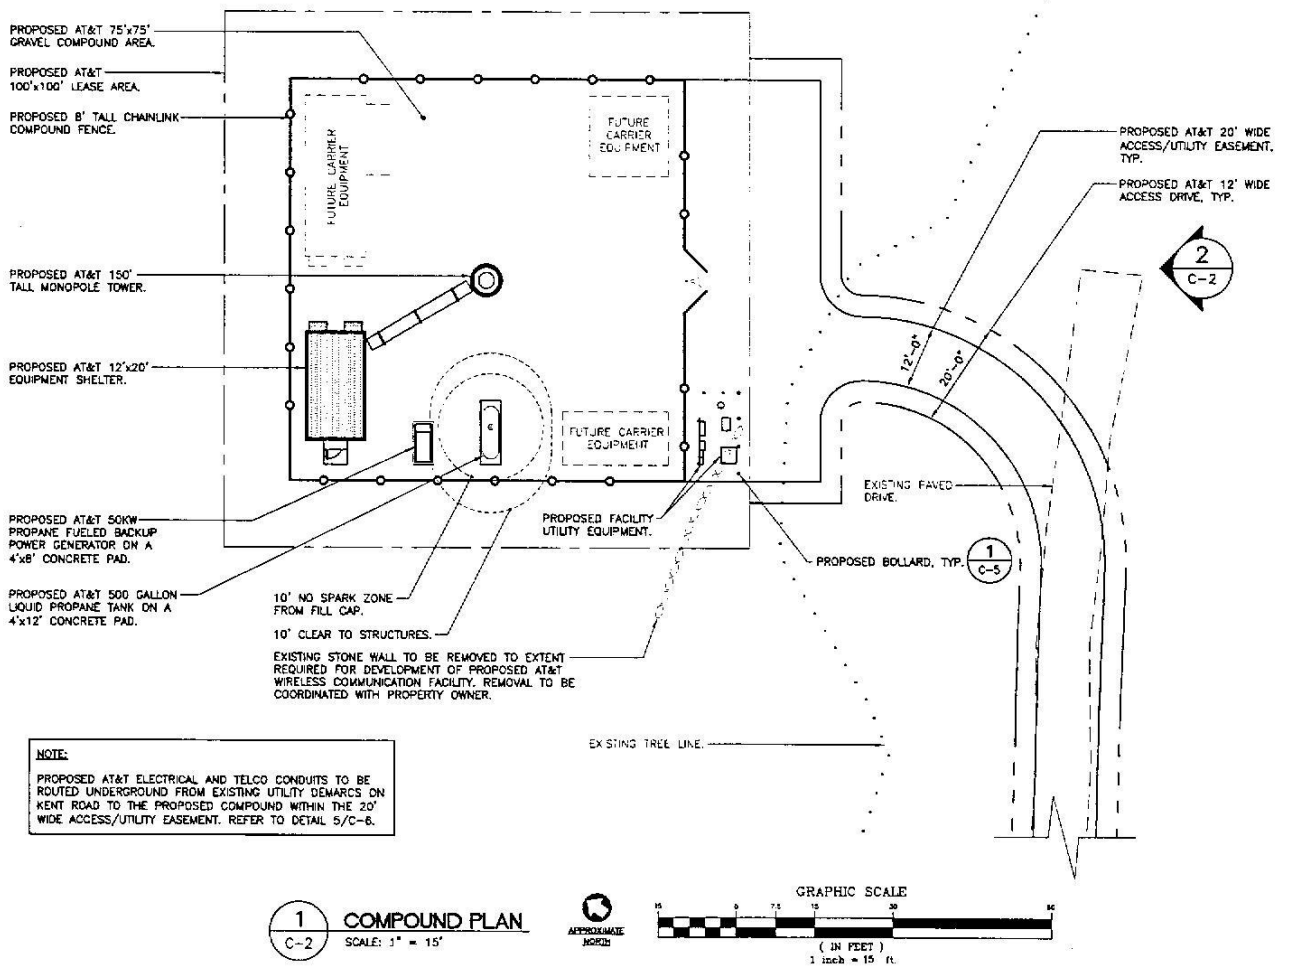 PROPOSED AT&T 75'x75'
GRAVEL COMPOUND AREA.
PROPOSED AT&T
100'x100' LEASE AREA.
PROPOSED 8' TALL CHAINLINK
COMPOUND FENCE.
FUTURE CARRIER
EQUIPMENT
FUTURE
CARRIER
EQUIPMENT
PROPOSED AT&T 20' WIDE
ACCESS/UTILITY EASEMENT,
TYP.
PROPOSED AT&T 12' WIDE
ACCESS DRIVE, TYP.
2
C-2
PROPOSED AT&T 150'
TALL MONOPOLE TOWER.
12'-0"
20'-0"
PROPOSED AT&T 12'x20'
EQUIPMENT SHELTER.
FUTURE CARRIER
EQUIPMENT
EXISTING PAVED
DRIVE.
PROPOSED AT&T 50KW
PROPANE FUELED BACKUP
POWER GENERATOR ON A
4'x8' CONCRETE PAD.
PROPOSED FACILITY
UTILITY EQUIPMENT.
PROPOSED BOLLARD, TYP.
1
C-5
PROPOSED AT&T 500 GALLON
LIQUID PROPANE TANK ON A
4'x12' CONCRETE PAD.
10' NO SPARK ZONE
FROM FILL CAP.
10' CLEAR TO STRUCTURES.
EXISTING STONE WALL TO BE REMOVED TO EXTENT
REQUIRED FOR DEVELOPMENT OF PROPOSED AT&T
WIRELESS COMMUNICATION FACILITY. REMOVAL TO BE
COORDINATED WITH PROPERTY OWNER.
EXISTING TREE LINE.
NOTE:
PROPOSED AT&T ELECTRICAL AND TELCO CONDUITS TO BE
ROUTED UNDERGROUND FROM EXISTING UTILITY DEMARCS ON
KENT ROAD TO THE PROPOSED COMPOUND WITHIN THE 20'
WIDE ACCESS/UTILITY EASEMENT. REFER TO DETAIL 5/C-6.
1
C-2
COMPOUND PLAN
SCALE: 1" = 15'
APPROXIMATE
NORTH
GRAPHIC SCALE
15 0 7.5 15 30 60
( IN FEET )
1 inch = 15 ft.